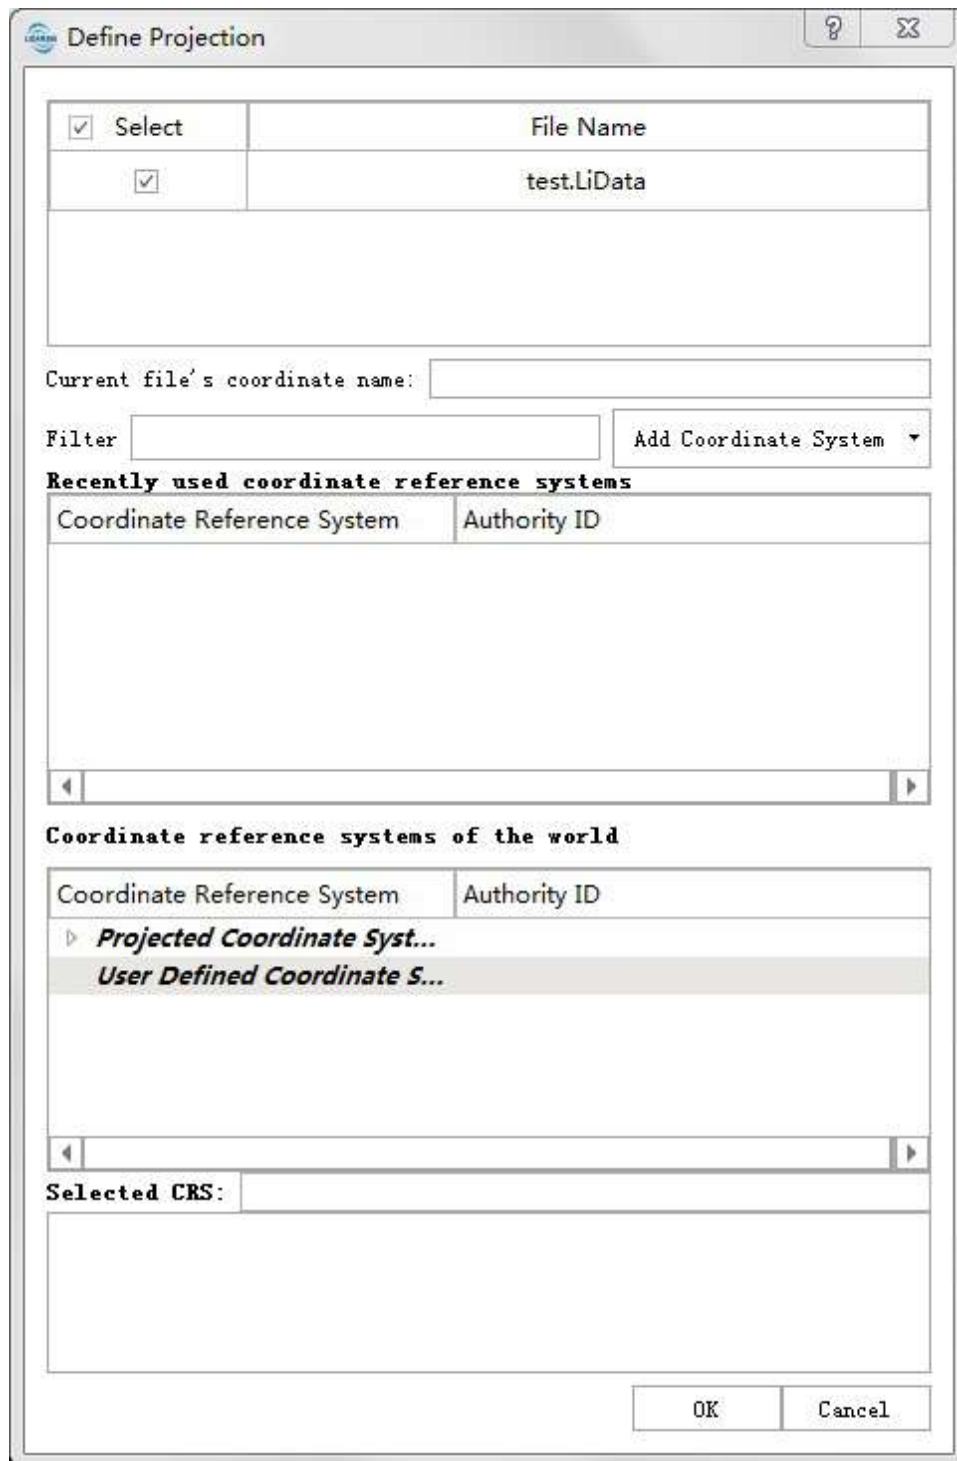 Define Projection
Select File Name
test.LiData
Current file's coordinate name:
Filter Add Coordinate System
Recently used coordinate reference systems
Coordinate Reference System Authority ID
Coordinate reference systems of the world
Coordinate Reference System Authority ID
Projected Coordinate Syst...
User Defined Coordinate S...
Selected CRS:
OK Cancel